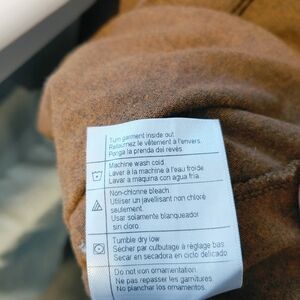 Turn garment inside out.
Retournez le vêtement à l'envers.
Ponga la prenda del revés.
Machine wash cold.
Laver à la machine à l'eau froide
Lavar a máquina con agua fria.
Non-chlorine bleach.
Utiliser un javellisant non chloré
seulement.
Usar solamente blanqueador
sin cloro.
Tumble dry low.
Sécher par culbutage à réglage bas.
Secar en secadora en ciclo delicado
Do not iron ornamentation.
Ne pas repasser les garnitures.
No planchar los ornamentos.